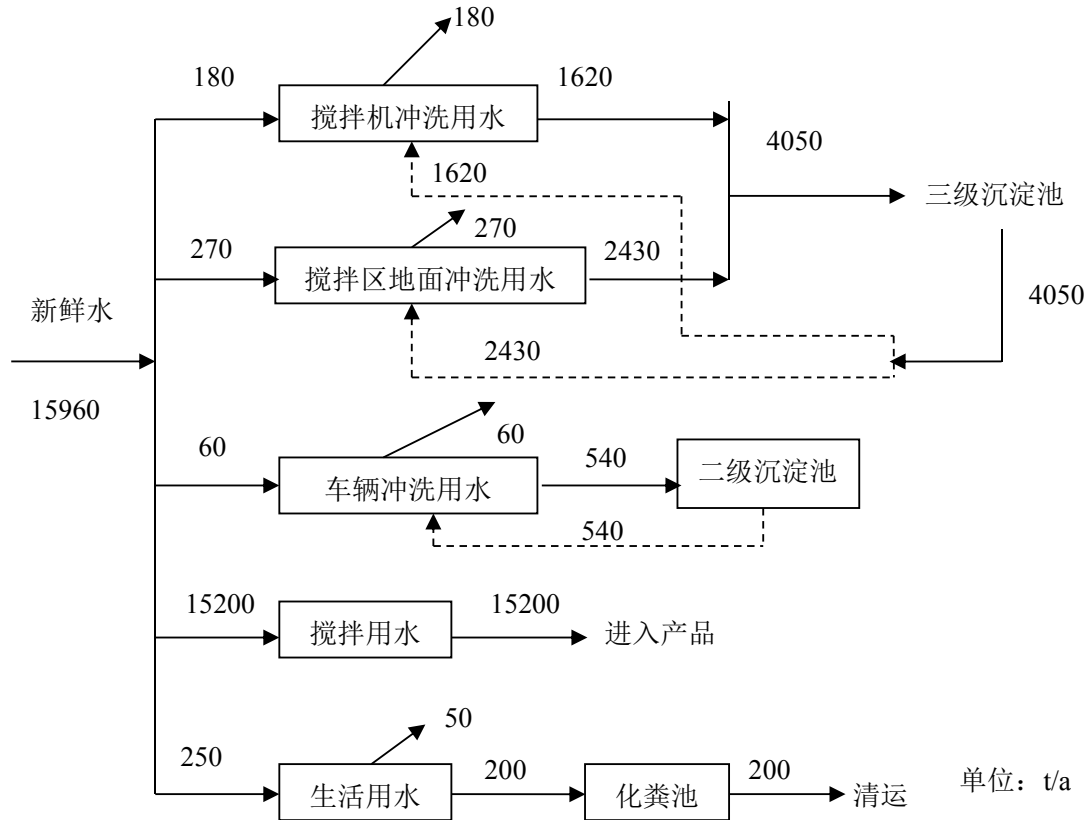 180
180
1620
搅拌机冲洗用水
4050
1620
三级沉淀池
270
270
2430
搅拌区地面冲洗用水
新鲜水
4050
2430
15960
60
60
540
车辆冲洗用水
二级沉淀池
540
15200
15200
搅拌用水
进入产品
50
250
200
200
生活用水
化粪池
清运
单位：t/a